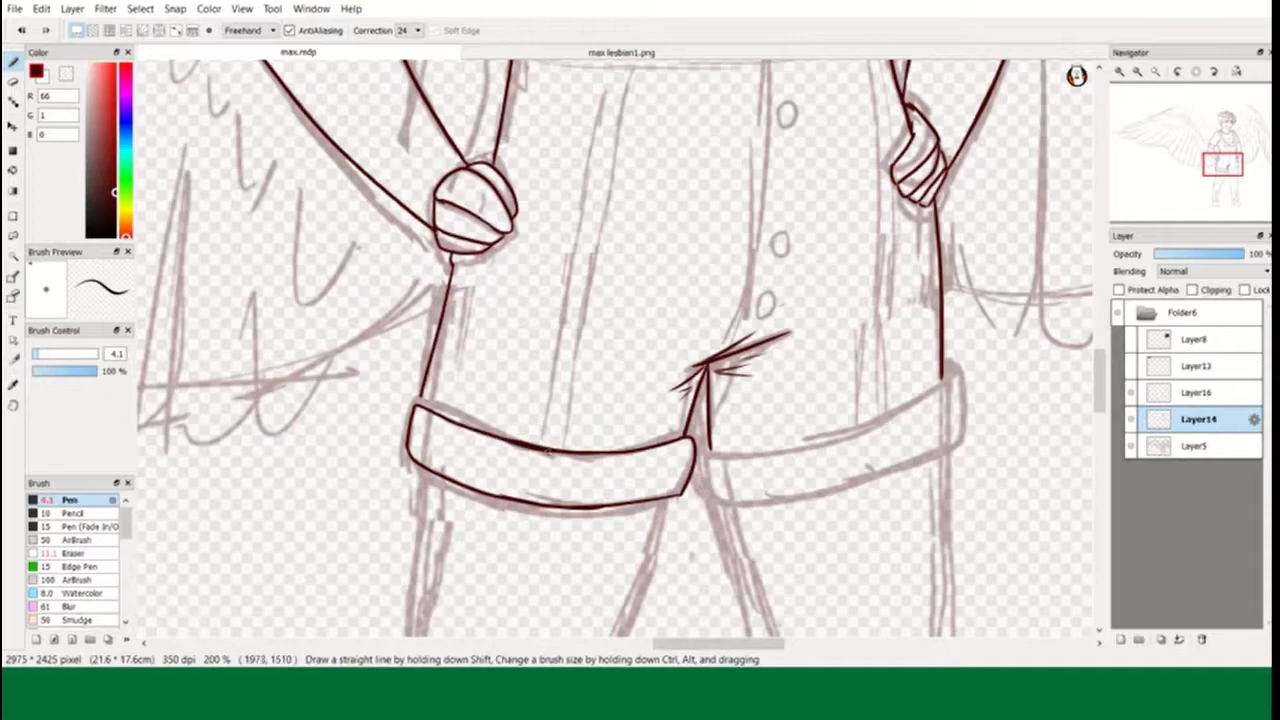 File Edit Layer Filter Select Snap Color View Tool Window Help
Freehand AntiAliasing Correction 24 Soft Edge
Color
max.mdp
max lesbian1.png
Navigator
R 66
G 1
B 0
Brush Preview
Brush Control
4.1
100 %
Brush
4.1 Pen
10 Pencil
15 Pen (Fade In/O
50 AirBrush
11.1 Eraser
15 Edge Pen
100 AirBrush
8.0 Watercolor
61 Blur
50 Smudge
Layer
Opacity 100 %
Blending Normal
Protect Alpha Clipping Lock
Folder6
Layer8
Layer13
Layer16
Layer14
Layer5
2975 * 2425 pixel (21.6 * 17.6cm) 350 dpi 200 % ( 1973, 1510 ) Draw a straight line by holding down Shift, Change a brush size by holding down Ctrl, Alt, and dragging